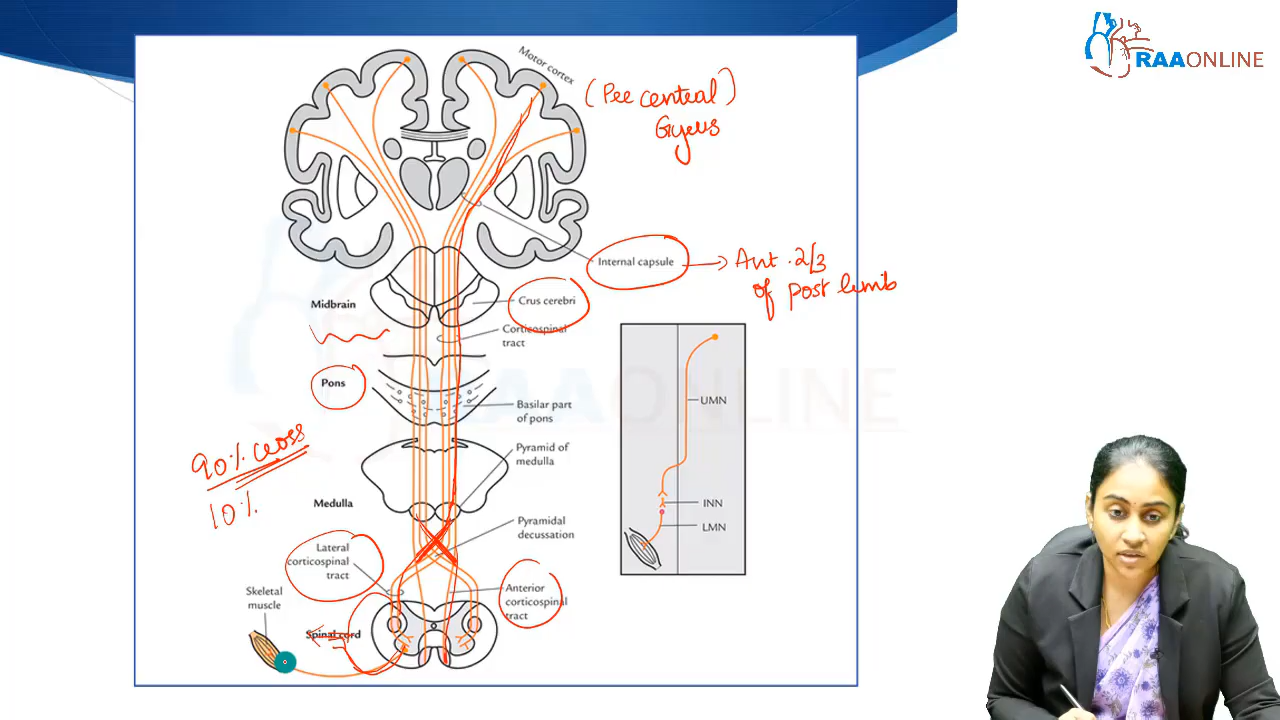 RAAONLINE
Motor cortex
(Pre central)
Gyrus
Internal capsule
Ant. 2/3
of post limb
Midbrain
Crus cerebri
Corticospinal
tract
Pons
Basilar part
of pons
UMN
90% cross
10%
Pyramid of
medulla
Medulla
INN
LMN
Pyramidal
decussation
Lateral
corticospinal
tract
Skeletal
muscle
Anterior
corticospinal
tract
Spinal cord
RAAONLINE